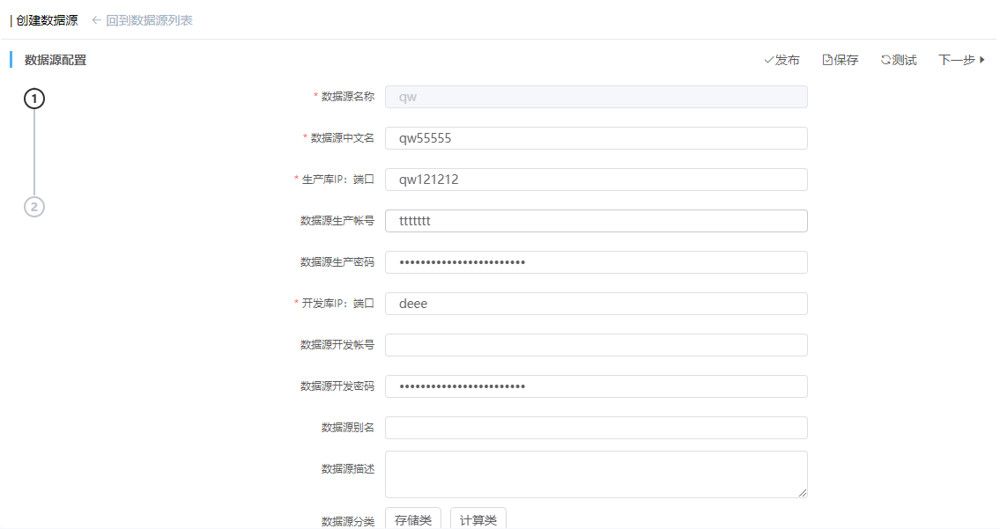 创建数据源 ← 回到数据源列表
数据源配置 发布 保存 测试 下一步
1
2
* 数据源名称 qw
* 数据源中文名 qw55555
* 生产库IP：端口 qw121212
数据源生产帐号 ttttttt
数据源生产密码 ••••••••••••••••••••••••
* 开发库IP：端口 deee
数据源开发帐号
数据源开发密码 ••••••••••••••••••••••••
数据源别名
数据源描述
数据源分类 存储类 计算类